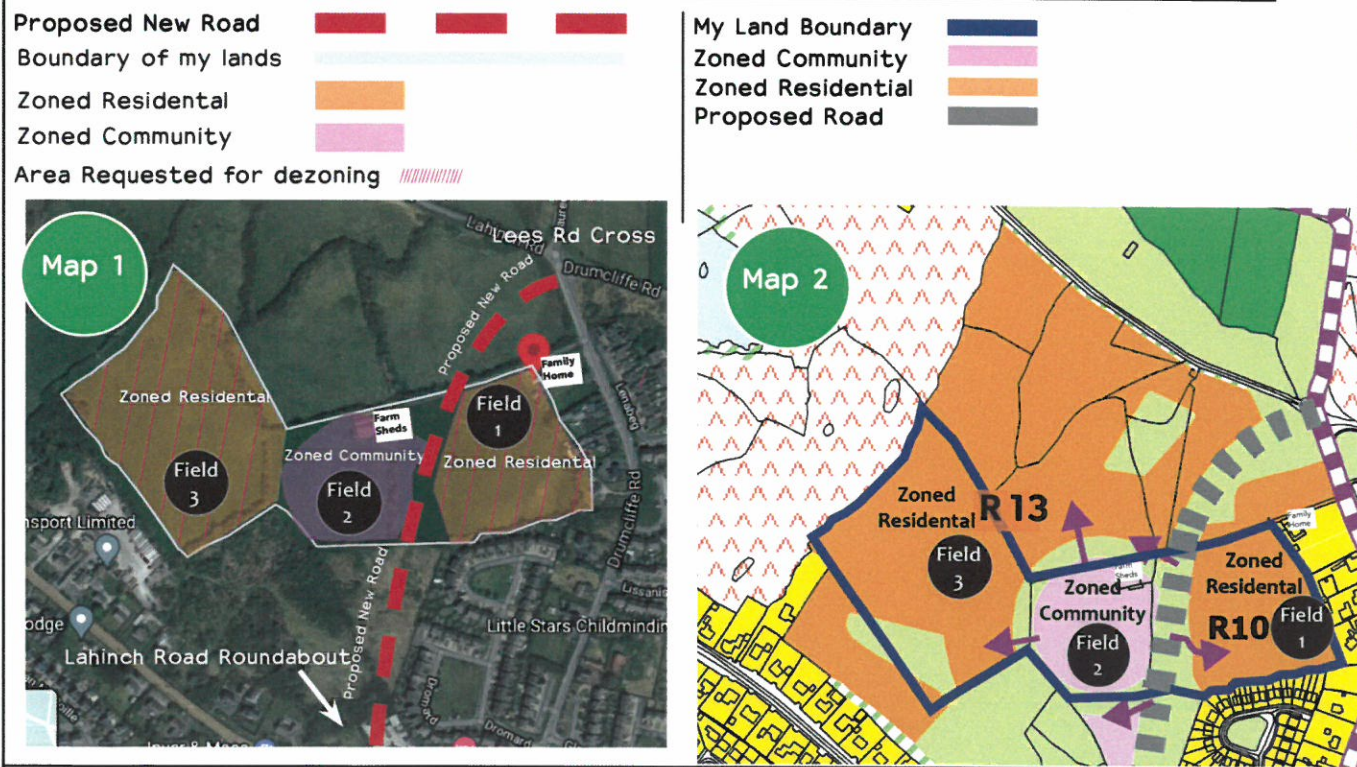 Proposed New Road
Boundary of my lands
Zoned Residental
Zoned Community
Area Requested for dezoning
My Land Boundary
Zoned Community
Zoned Residential
Proposed Road
Map 1
Lees Rd Cross
Drumcliffe Rd
Proposed New Road
Family
Home
Lenabeg
Zoned Residental
Farm
Sheds
Field
1
Zoned Community
Zoned Residental
Field
3
Field
2
Drumcliffe Rd
nsport Limited
Lissanis
odge
Little Stars Childmindin
Lahinch Road Roundabout
Proposed New Road
Dromard
Map 2
Family
Home
Zoned
Residental
R13
Field
3
Farm
Sheds
Zoned
Community
Field
2
Zoned
Residental
R10
Field
1